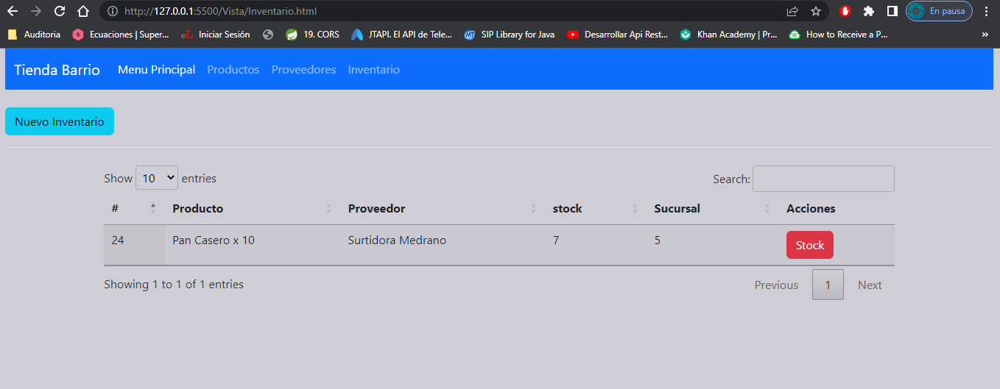 http://127.0.0.1:5500/Vista/Inventario.html En pausa
Auditoria Ecuaciones | Super... Iniciar Sesión 19. CORS JTAPI. El API de Tele... SIP Library for Java Desarrollar Api Rest... Khan Academy | Pr... How to Receive a P... »
Tienda Barrio Menu Principal Productos Proveedores Inventario
Nuevo Inventario
Show 10 entries Search:
# Producto Proveedor stock Sucursal Acciones
24 Pan Casero x 10 Surtidora Medrano 7 5 Stock
Showing 1 to 1 of 1 entries Previous 1 Next